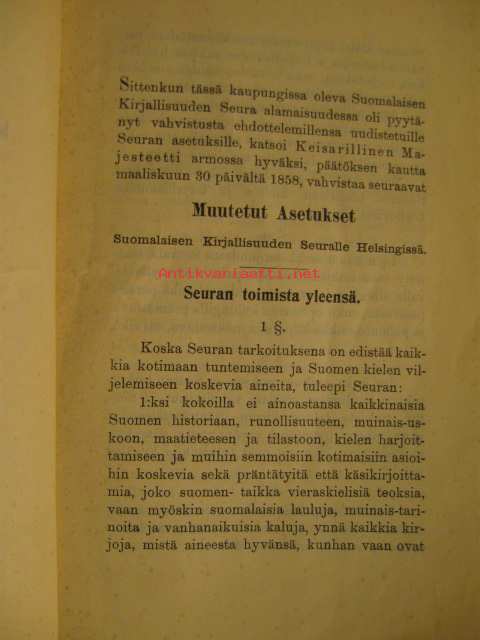 Sittenkun tässä kaupungissa oleva Suomalaisen
Kirjallisuuden Seura alamaisuudessa oli pyytä-
nyt vahvistusta ehdottelemillensa uudistetuille
Seuran asetuksille, katsoi Keisarillinen Ma-
jesteetti armossa hyväksi, päätöksen kautta
maaliskuun 30 päivältä 1858, vahvistaa seuraavat
Muutetut Asetukset
Suomalaisen Kirjallisuuden Seuralle Helsingissä.
Antikvariaatti.net
Seuran toimista yleensä.
1 §.
Koska Seuran tarkoituksena on edistää kaik-
kia kotimaan tuntemiseen ja Suomen kielen vil-
jelemiseen koskevia aineita, tuleepi Seuran:
1:ksi kokoilla ei ainoastansa kaikkinaisia
Suomen historiaan, runollisuuteen, muinais-us-
koon, maatieteesen ja tilastoon, kielen harjoit-
tamiseen ja muihin semmoisiin kotimaisiin asioi-
hin koskevia sekä präntätyitä että käsikirjoitta-
mia, joko suomen- taikka vieraskielisiä teoksia,
vaan myöskin suomalaisia lauluja, muinais-tari-
noita ja vanhanaikuisia kaluja, ynnä kaikkia kir-
joja, mistä aineesta hyvänsä, kunhan vaan ovat